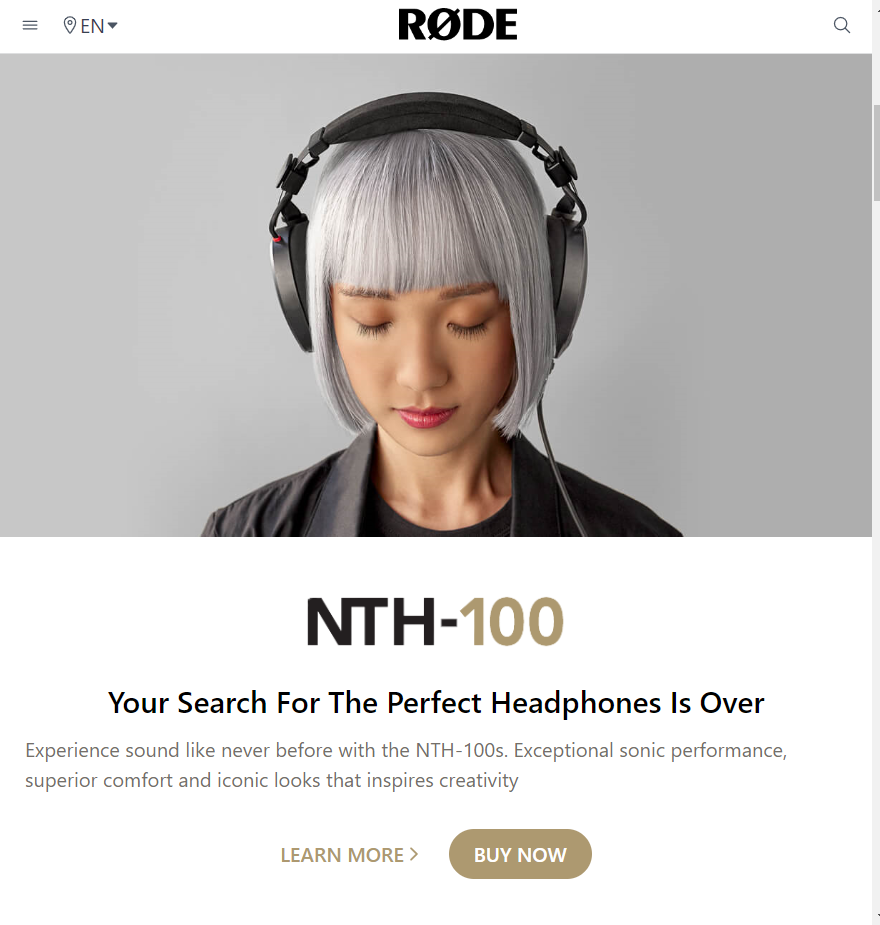 EN
RØDE
NTH-100
Your Search For The Perfect Headphones Is Over
Experience sound like never before with the NTH-100s. Exceptional sonic performance,
superior comfort and iconic looks that inspires creativity
LEARN MORE
BUY NOW